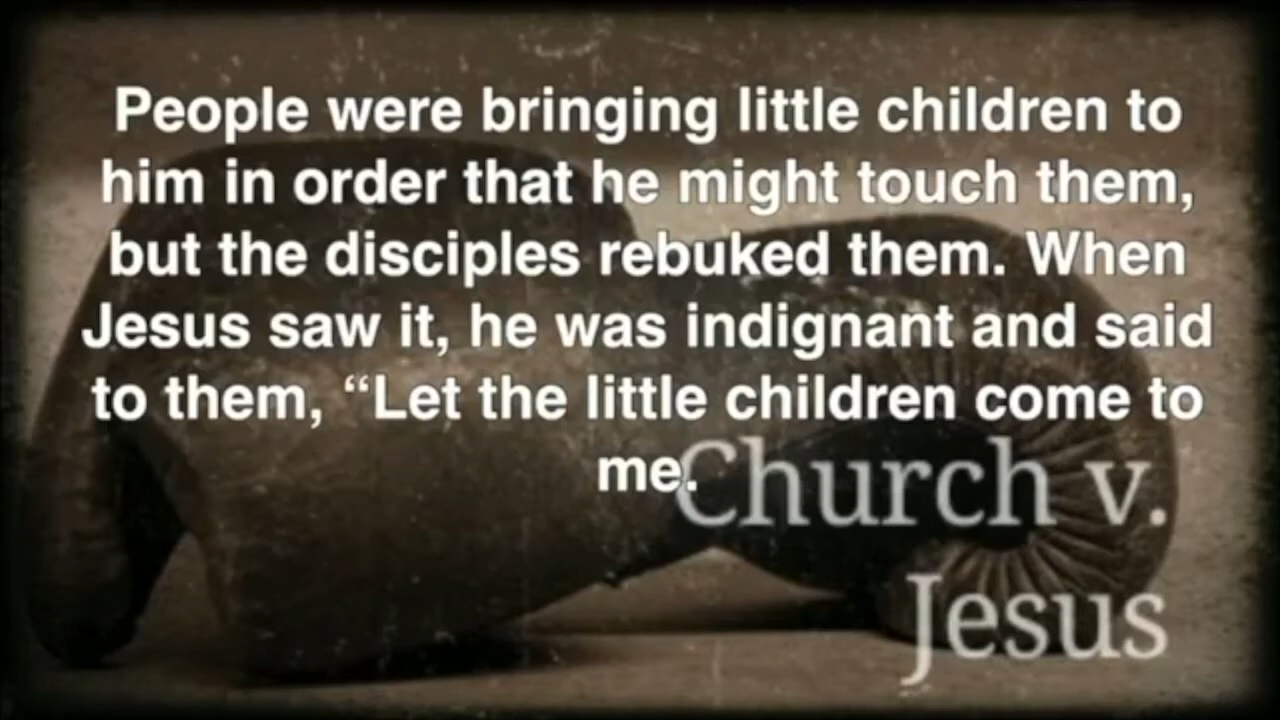 People were bringing little children to
him in order that he might touch them,
but the disciples rebuked them. When
Jesus saw it, he was indignant and said
to them, “Let the little children come to
me.
Church v.
Jesus